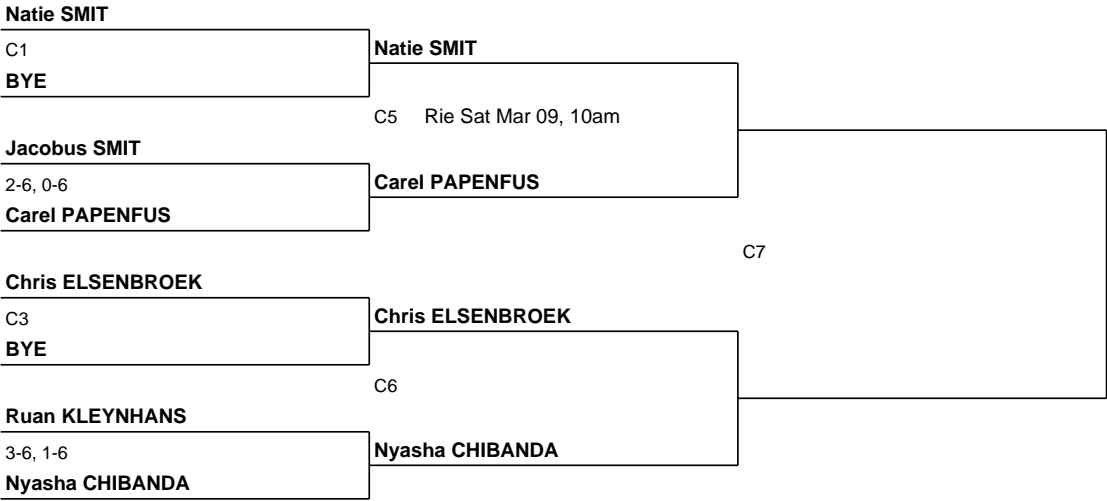 Natie SMIT
C1
BYE
Natie SMIT
C5 Rie Sat Mar 09, 10am
Jacobus SMIT
2-6, 0-6
Carel PAPENFUS
Carel PAPENFUS
C7
Chris ELSENBROEK
C3
BYE
Chris ELSENBROEK
C6
Ruan KLEYNHANS
3-6, 1-6
Nyasha CHIBANDA
Nyasha CHIBANDA